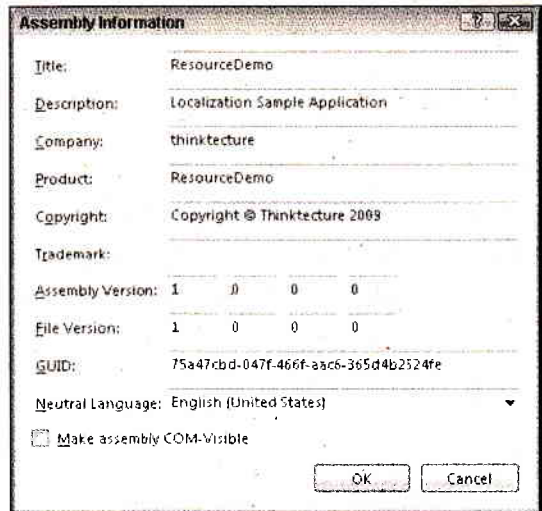 Assembly Information
Title: ResourceDemo
Description: Localization Sample Application
Company: thinktecture
Product: ResourceDemo
Copyright: Copyright © Thinktecture 2009
Trademark:
Assembly Version: 1 0 0 0
File Version: 1 0 0 0
GUID: 75a47cbd-047f-466f-aac6-365d4b2524fe
Neutral Language: English (United States)
Make assembly COM-Visible
OK Cancel